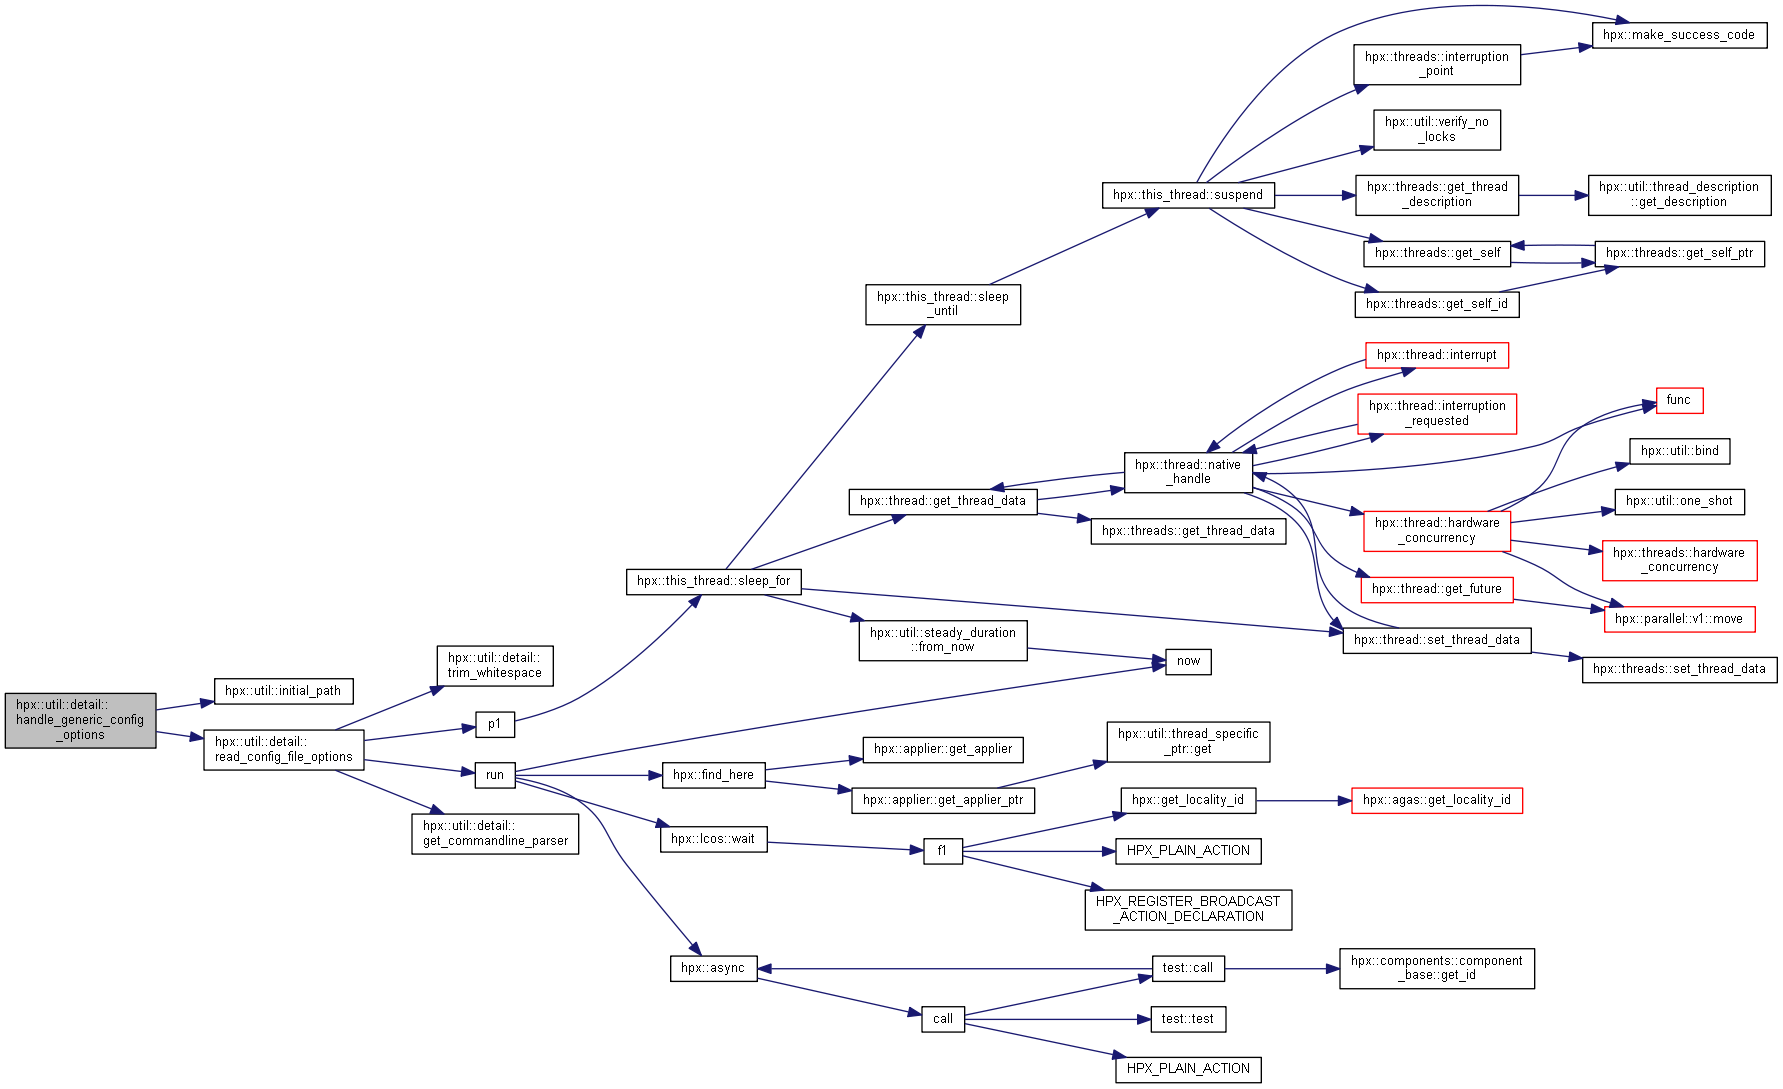 hpx::util::detail::
handle_generic_config
_options
hpx::util::initial_path
hpx::util::detail::
read_config_file_options
hpx::util::detail::
trim_whitespace
p1
run
hpx::util::detail::
get_commandline_parser
hpx::this_thread::sleep_for
hpx::find_here
hpx::lcos::wait
hpx::async
hpx::this_thread::sleep
_until
hpx::thread::get_thread_data
hpx::util::steady_duration
::from_now
hpx::applier::get_applier
hpx::applier::get_applier_ptr
f1
call
hpx::this_thread::suspend
hpx::thread::native
_handle
hpx::threads::get_thread_data
now
hpx::util::thread_specific
_ptr::get
hpx::get_locality_id
HPX_PLAIN_ACTION
HPX_REGISTER_BROADCAST
_ACTION_DECLARATION
test::call
test::test
HPX_PLAIN_ACTION
hpx::threads::interruption
_point
hpx::util::verify_no
_locks
hpx::threads::get_thread
_description
hpx::threads::get_self
hpx::threads::get_self_id
hpx::thread::interrupt
hpx::thread::interruption
_requested
hpx::thread::hardware
_concurrency
hpx::thread::get_future
hpx::thread::set_thread_data
hpx::agas::get_locality_id
hpx::components::component
_base::get_id
hpx::make_success_code
hpx::util::thread_description
::get_description
hpx::threads::get_self_ptr
func
hpx::util::bind
hpx::util::one_shot
hpx::threads::hardware
_concurrency
hpx::parallel::v1::move
hpx::threads::set_thread_data